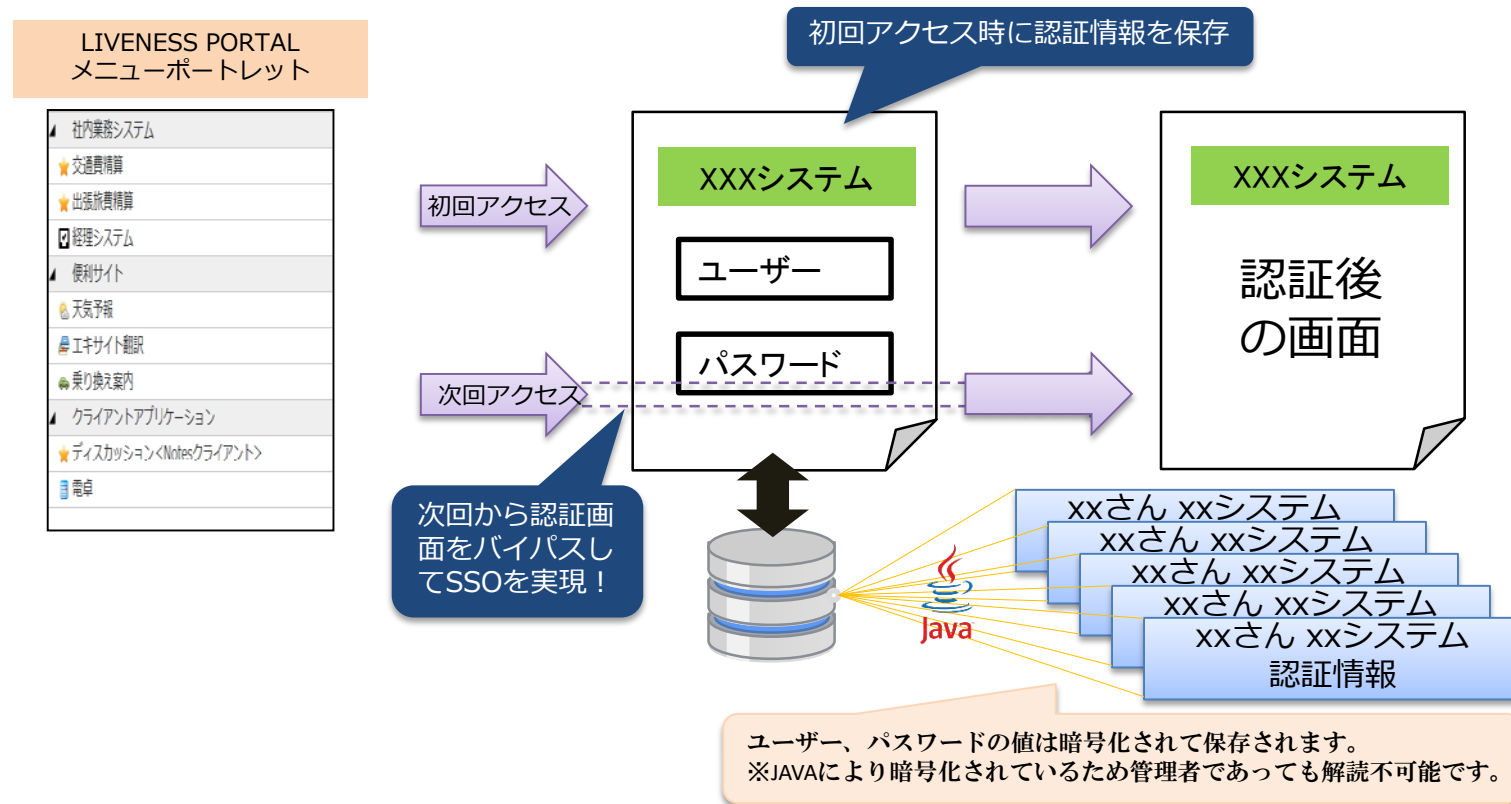 LIVENESS PORTAL
メニューポートレット
社内業務システム
交通費精算
出張旅費精算
経理システム
便利サイト
天気予報
エキサイト翻訳
乗り換え案内
クライアントアプリケーション
ディスカッション<Notesクライアント>
電卓
初回アクセス時に認証情報を保存
初回アクセス
次回アクセス
XXXシステム
ユーザー
パスワード
XXXシステム
認証後
の画面
次回から認証画
面をバイパスし
てSSOを実現！
Java
xxさん xxシステム
xxさん xxシステム
xxさん xxシステム
xxさん xxシステム
xxさん xxシステム
認証情報
ユーザー、パスワードの値は暗号化されて保存されます。
※JAVAにより暗号化されているため管理者であっても解読不可能です。